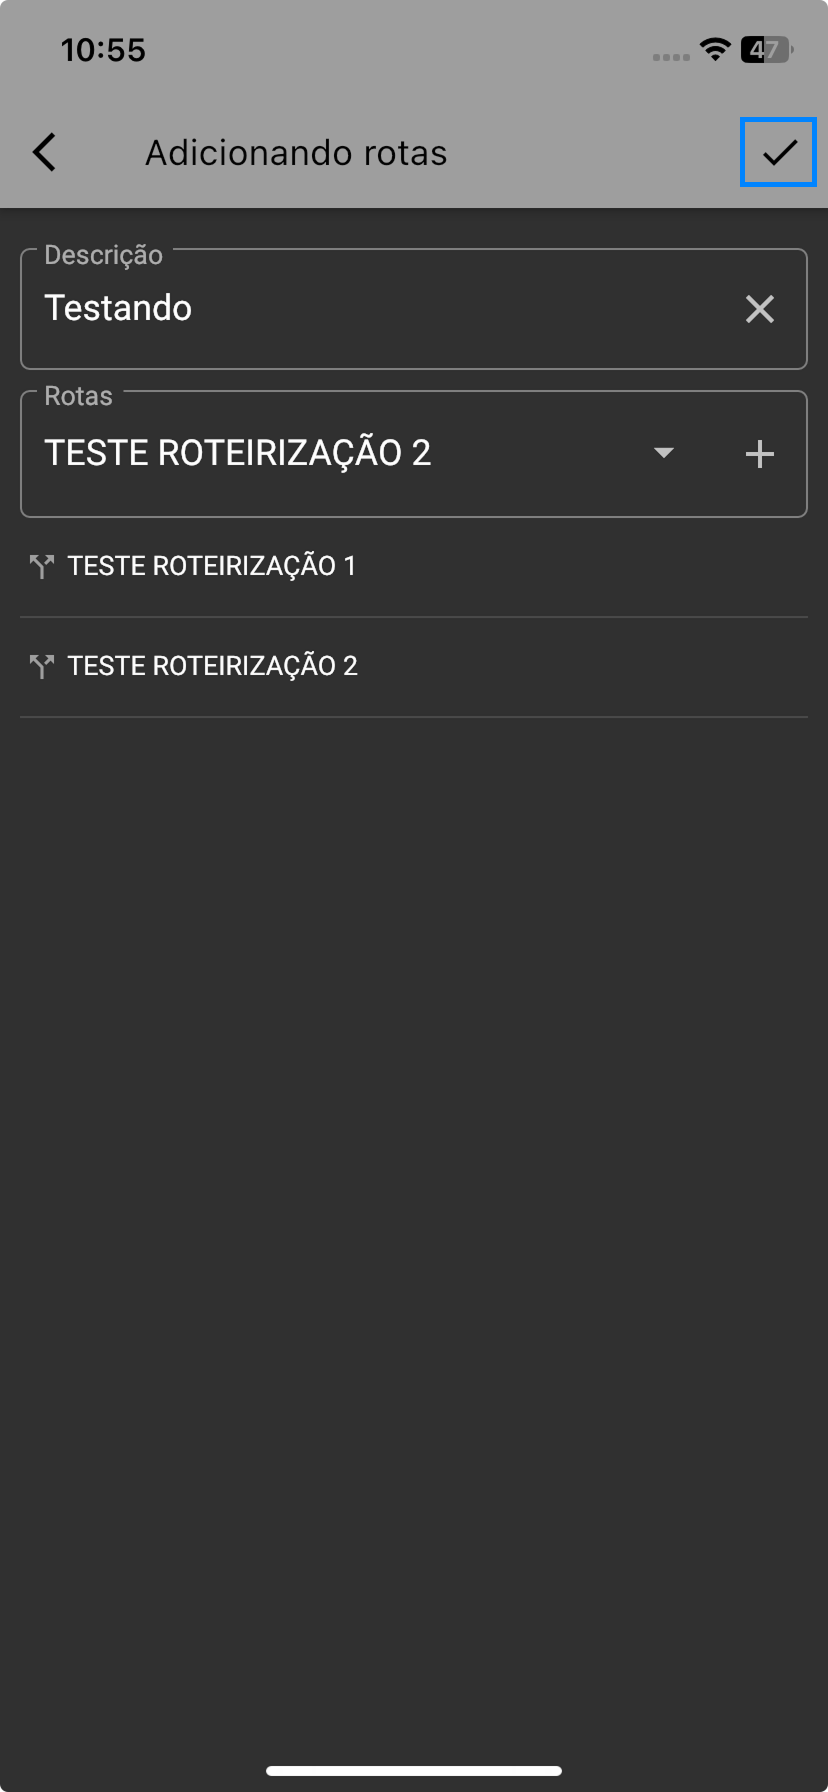 10:55
47
Adicionando rotas
Descrição
Testando
Rotas
TESTE ROTEIRIZAÇÃO 2
TESTE ROTEIRIZAÇÃO 1
TESTE ROTEIRIZAÇÃO 2